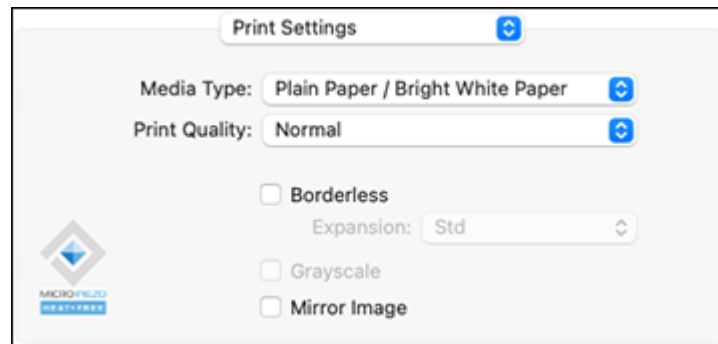 Print Settings
Media Type: Plain Paper / Bright White Paper
Print Quality: Normal
Borderless
Expansion: Std
Grayscale
Mirror Image
MICRO PIEZO
HEAT-FREE